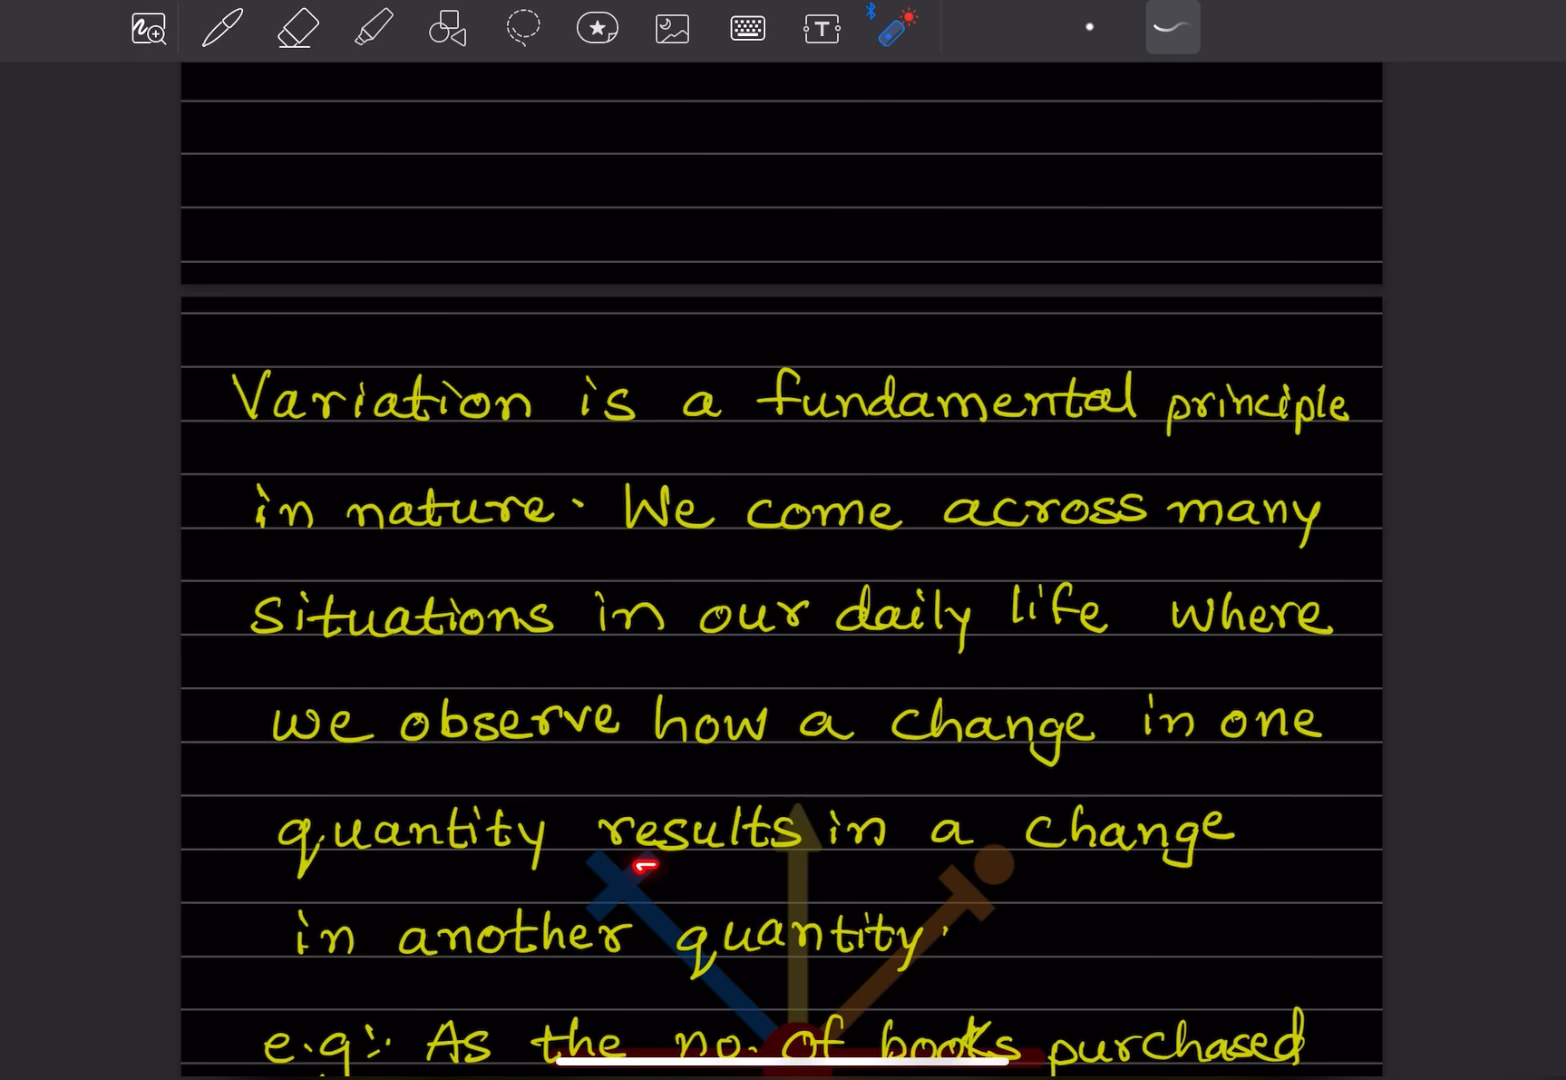 Variation is a fundamental principle
in nature. We come across many
situations in our daily life where
we observe how a change in one
quantity results in a change
in another quantity.
e.g:- As the no. of books purchased